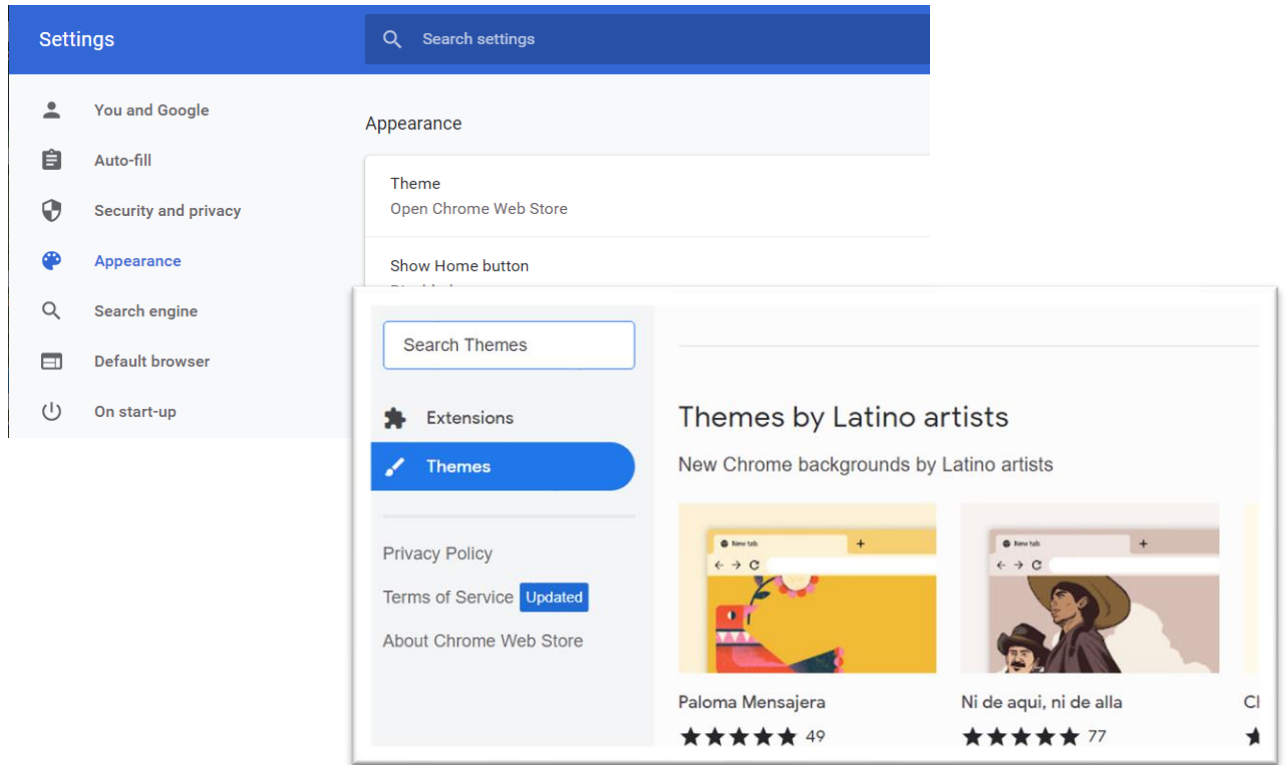 Settings
Search settings
You and Google
Auto-fill
Security and privacy
Appearance
Search engine
Default browser
On start-up
Appearance
Theme
Open Chrome Web Store
Show Home button
Search Themes
Extensions
Themes
Privacy Policy
Terms of Service Updated
About Chrome Web Store
Themes by Latino artists
New Chrome backgrounds by Latino artists
New tab
New tab
Paloma Mensajera
Ni de aqui, ni de alla
49
77